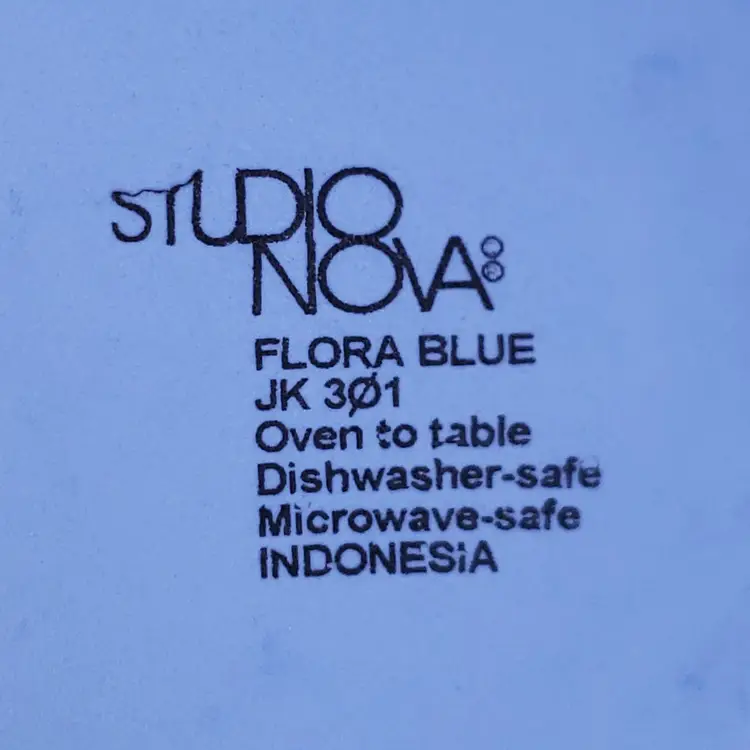 STUDIO
NOVA
FLORA BLUE
JK 3Ø1
Oven to table
Dishwasher-safe
Microwave-safe
INDONESiA